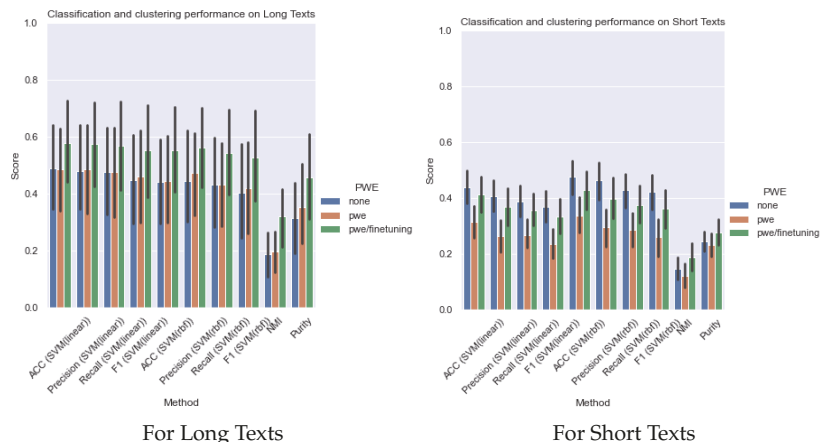 Classification and clustering performance on Long Texts
1.0
0.8
0.6
0.4
0.2
0.0
Score
ACC (SVM(linear))
Precision (SVM(linear))
Recall (SVM(linear))
F1 (SVM(linear))
ACC (SVM(rbf))
Precision (SVM(rbf))
Recall (SVM(rbf))
F1 (SVM(rbf))
NMI
Purity
Method
PWE
none
pwe
pwe/finetuning
For Long Texts
Classification and clustering performance on Short Texts
1.0
0.8
0.6
0.4
0.2
0.0
Score
ACC (SVM(linear))
Precision (SVM(linear))
Recall (SVM(linear))
F1 (SVM(linear))
ACC (SVM(rbf))
Precision (SVM(rbf))
Recall (SVM(rbf))
F1 (SVM(rbf))
NMI
Purity
Method
PWE
none
pwe
pwe/finetuning
For Short Texts